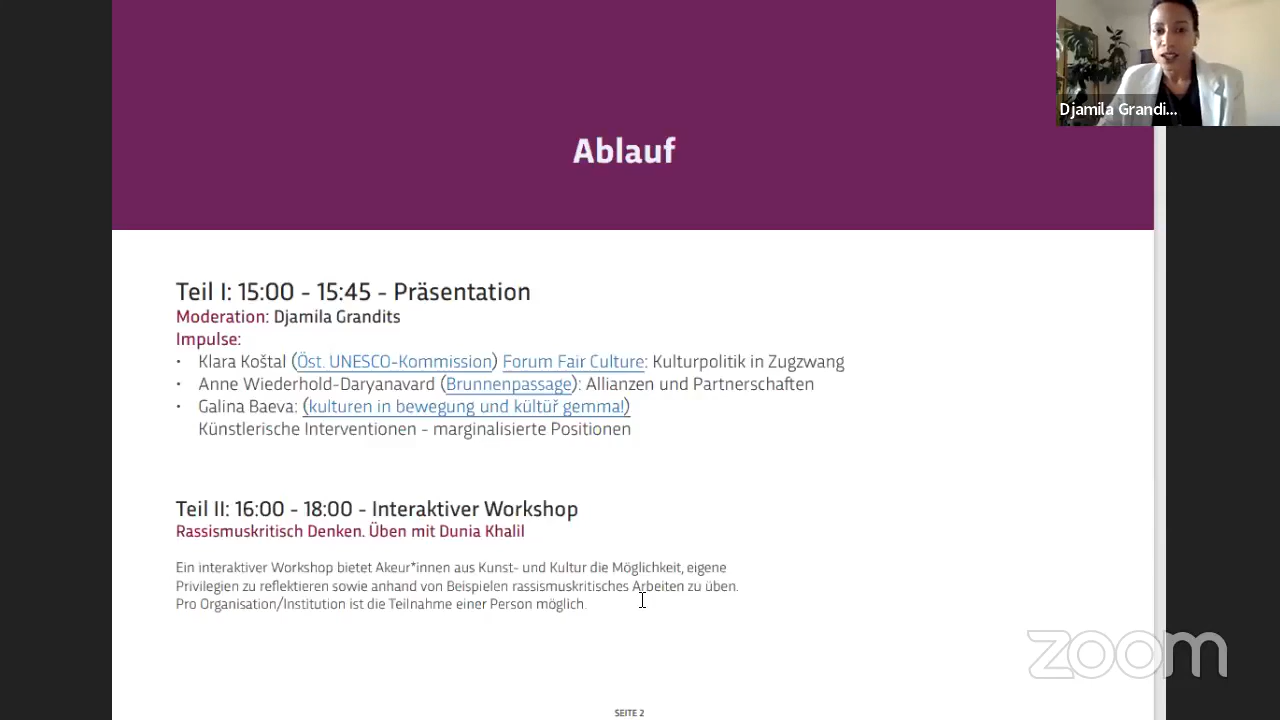 Djamila Grandi...
Ablauf
Teil I: 15:00 - 15:45 - Präsentation
Moderation: Djamila Grandits
Impulse:
• Klara Koštal (Öst. UNESCO-Kommission) Forum Fair Culture: Kulturpolitik in Zugzwang
• Anne Wiederhold-Daryanavard (Brunnenpassage): Allianzen und Partnerschaften
• Galina Baeva: (kulturen in bewegung und kültüř gemma!)
Künstlerische Interventionen - marginalisierte Positionen
Teil II: 16:00 - 18:00 - Interaktiver Workshop
Rassismuskritisch Denken. Üben mit Dunia Khalil
Ein interaktiver Workshop bietet Akeur*innen aus Kunst- und Kultur die Möglichkeit, eigene
Privilegien zu reflektieren sowie anhand von Beispielen rassismuskritisches Arbeiten zu üben.
Pro Organisation/Institution ist die Teilnahme einer Person möglich.
zoom
SEITE 2